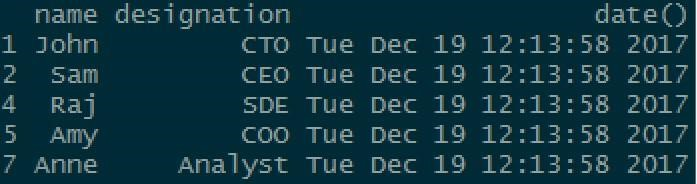 name designation date()
1 John CTO Tue Dec 19 12:13:58 2017
2 Sam CEO Tue Dec 19 12:13:58 2017
4 Raj SDE Tue Dec 19 12:13:58 2017
5 Amy COO Tue Dec 19 12:13:58 2017
7 Anne Analyst Tue Dec 19 12:13:58 2017